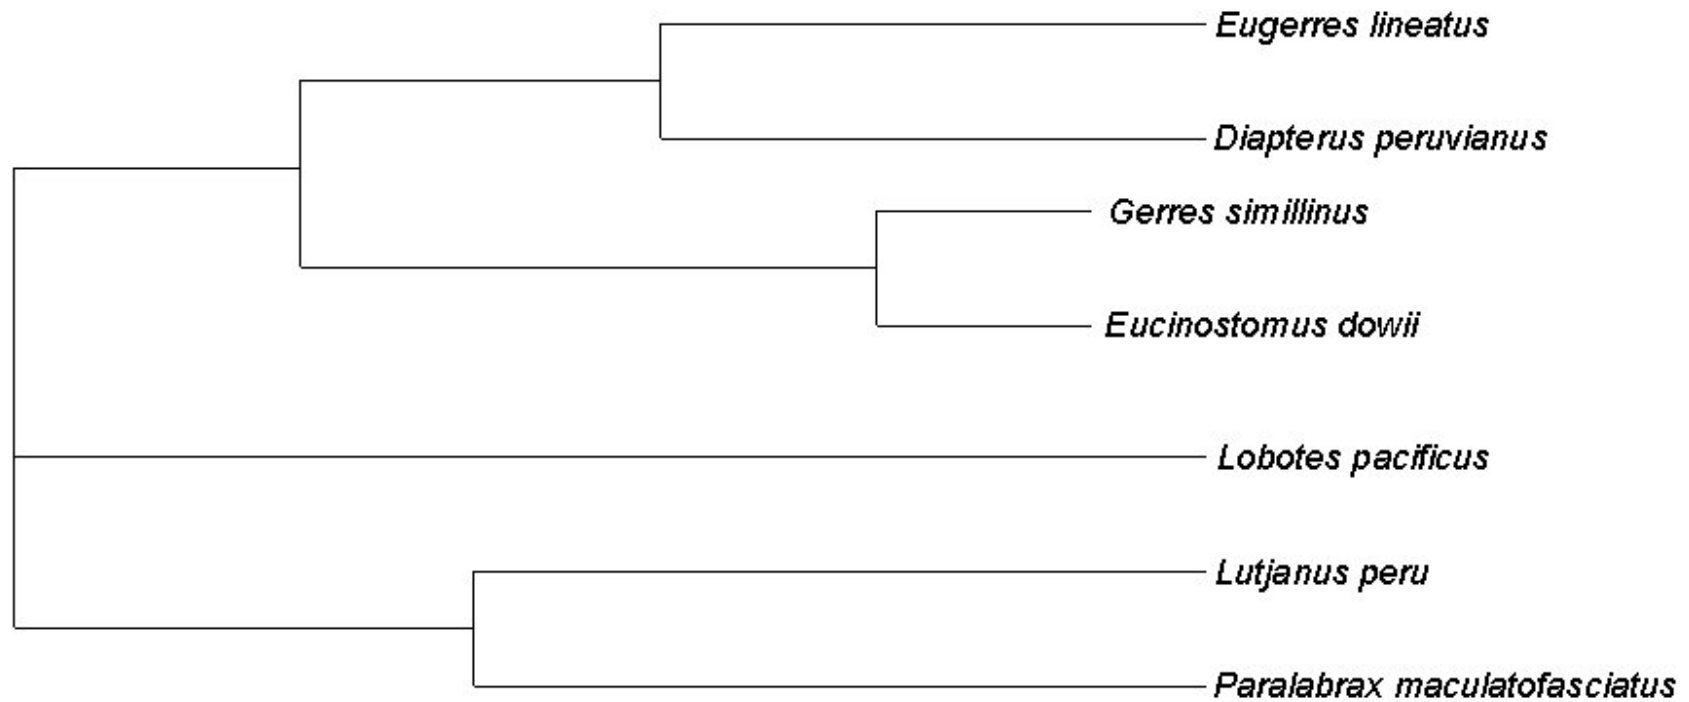 Eugerres lineatus
Diapterus peruvianus
Gerres simillinus
Eucinostomus dowii
Lobotes pacificus
Lutjanus peru
Paralabrax maculatofasciatus